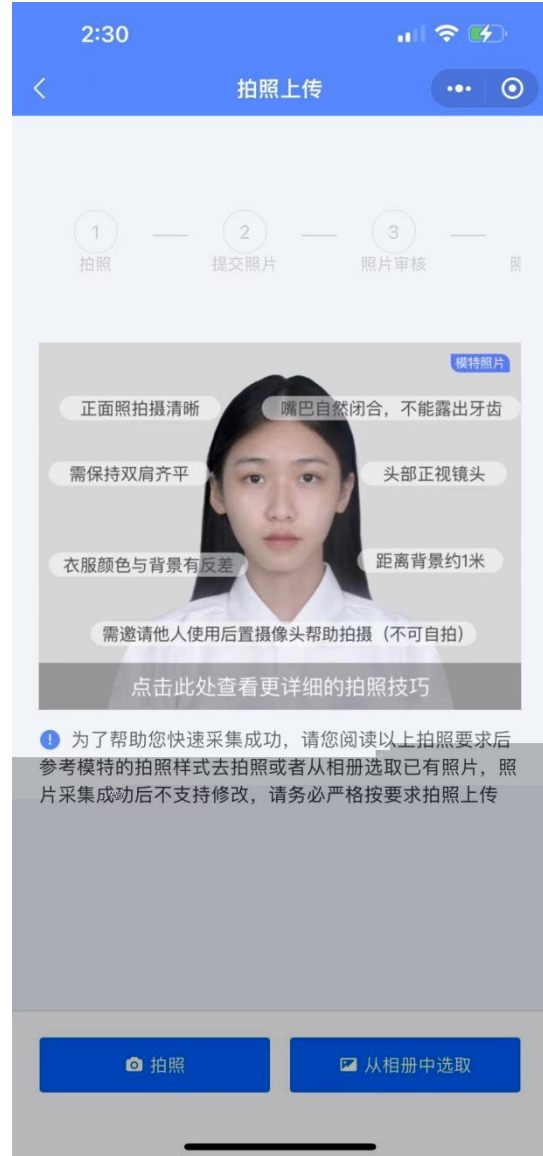 2:30
拍照上传
1
2
3
拍照
提交照片
照片审核
照
模特照片
正面照拍摄清晰
嘴巴自然闭合，不能露出牙齿
需保持双肩齐平
头部正视镜头
衣服颜色与背景有反差
距离背景约1米
需邀请他人使用后置摄像头帮助拍摄（不可自拍）
点击此处查看更详细的拍照技巧
为了帮助您快速采集成功，请您阅读以上拍照要求后
参考模特的拍照样式去拍照或者从相册选取已有照片，照
片采集成功后不支持修改，请务必严格按要求拍照上传
拍照
从相册中选取